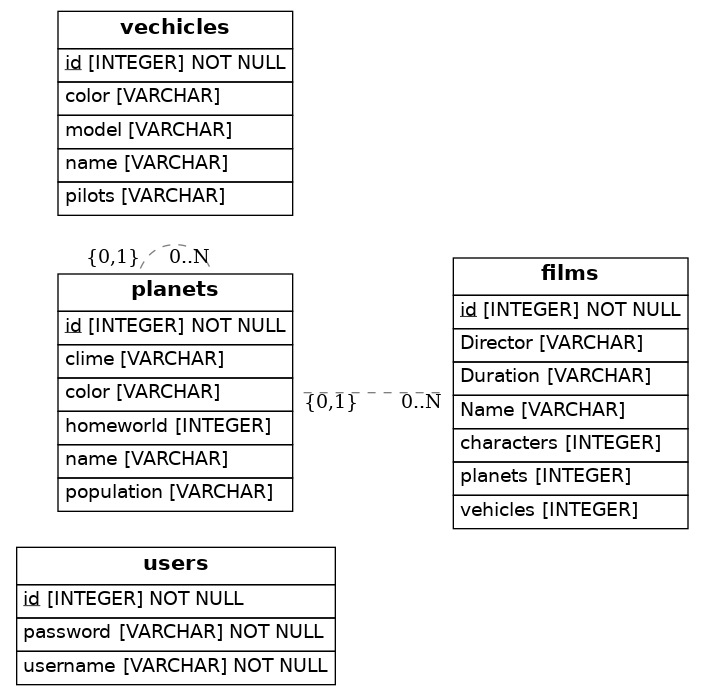 vechicles
id [INTEGER] NOT NULL
color [VARCHAR]
model [VARCHAR]
name [VARCHAR]
pilots [VARCHAR]
{0,1} 0..N
planets
id [INTEGER] NOT NULL
clime [VARCHAR]
color [VARCHAR]
homeworld [INTEGER]
name [VARCHAR]
population [VARCHAR]
{0,1} 0..N
films
id [INTEGER] NOT NULL
Director [VARCHAR]
Duration [VARCHAR]
Name [VARCHAR]
characters [INTEGER]
planets [INTEGER]
vehicles [INTEGER]
users
id [INTEGER] NOT NULL
password [VARCHAR] NOT NULL
username [VARCHAR] NOT NULL